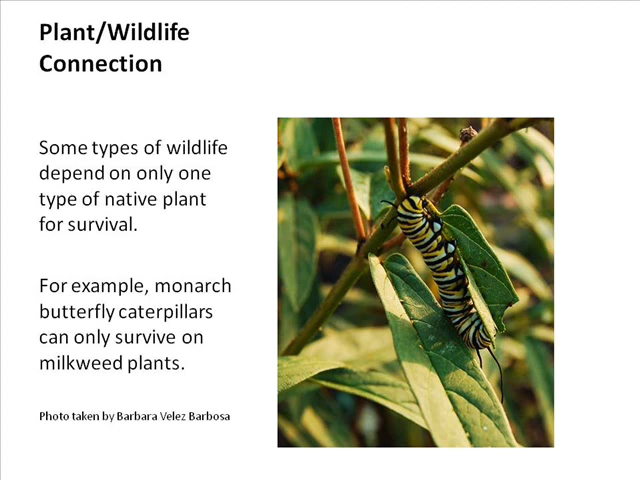 Plant/Wildlife
Connection
Some types of wildlife
depend on only one
type of native plant
for survival.
For example, monarch
butterfly caterpillars
can only survive on
milkweed plants.
Photo taken by Barbara Velez Barbosa